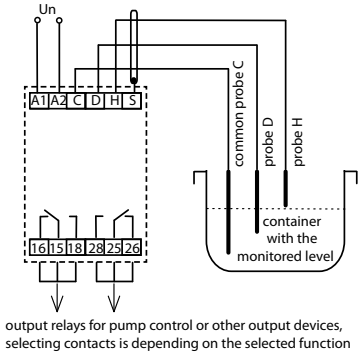 Un
A1 A2 C D H S
common probe C
probe D
probe H
container
with the
monitored level
16 15 18 28 25 26
output relays for pump control or other output devices,
selecting contacts is depending on the selected function